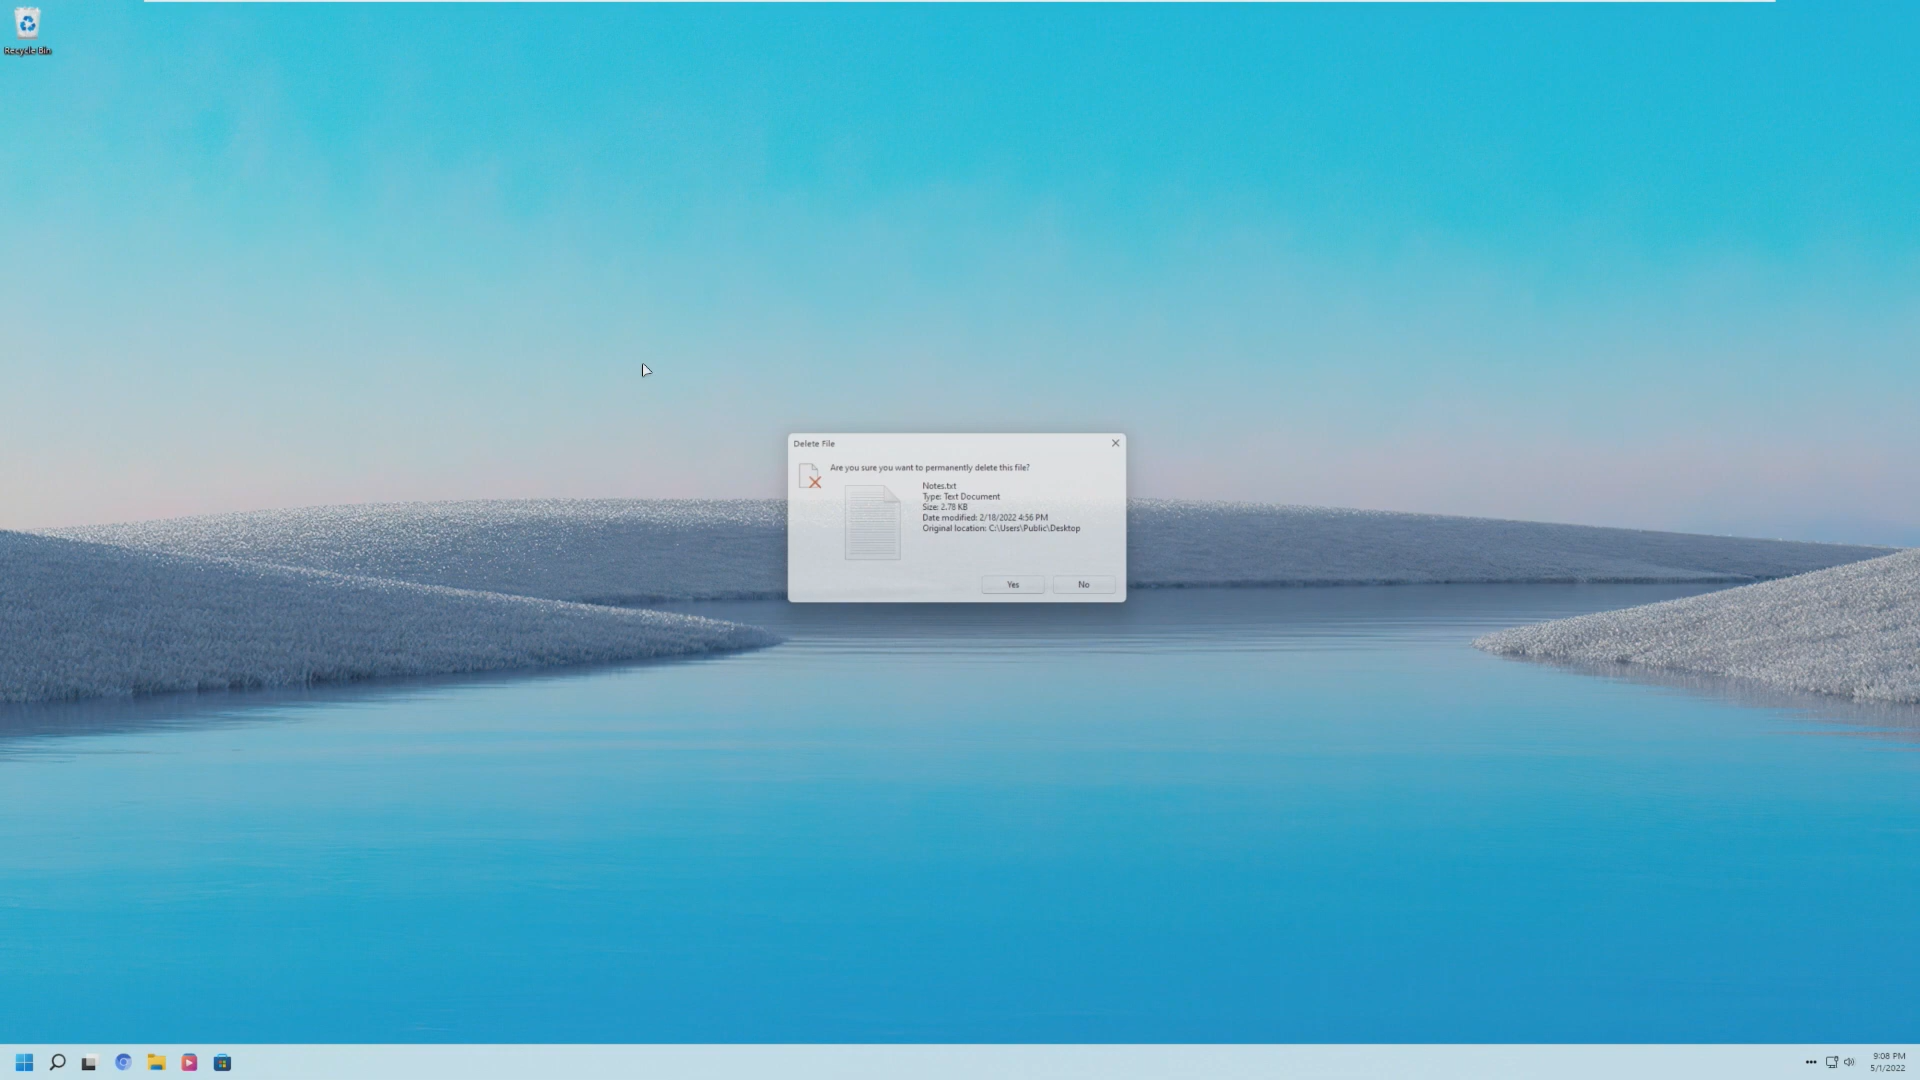 Recycle Bin
Delete File
Are you sure you want to permanently delete this file?
Notes.txt
Type: Text Document
Size: 2.78 KB
Date modified: 2/18/2022 4:56 PM
Original location: C:\Users\Public\Desktop
Yes
No
9:08 PM
5/1/2022